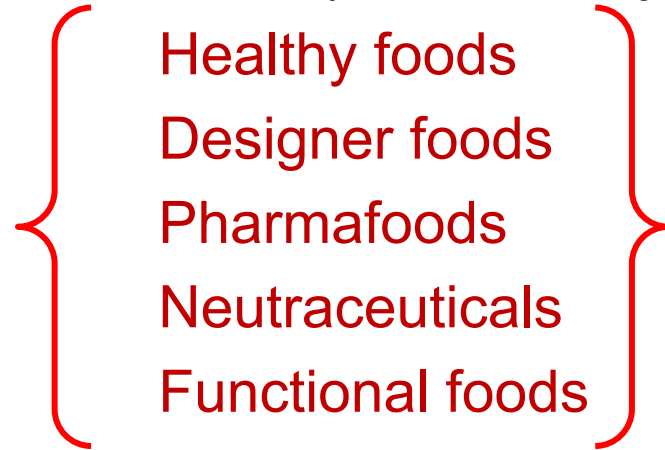 Healthy foods
Designer foods
Pharmafoods
Neutraceuticals
Functional foods